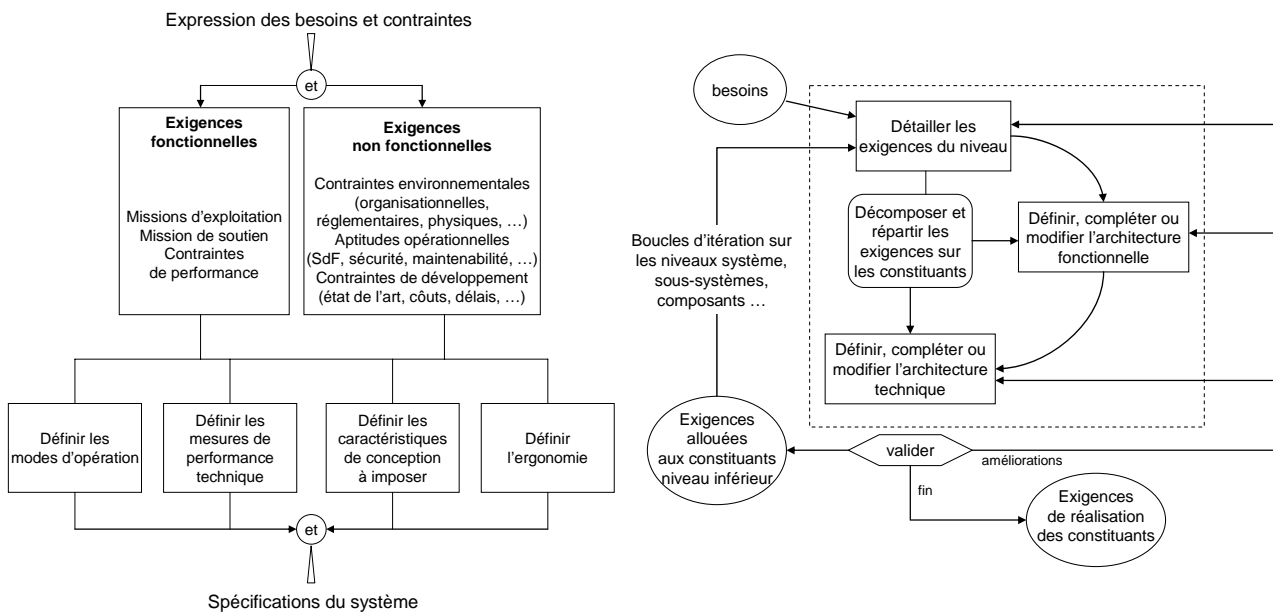 Expression des besoins et contraintes
et
Exigences
fonctionnelles
Missions d'exploitation
Mission de soutien
Contraintes
de performance
Exigences
non fonctionnelles
Contraintes environnementales
(organisationnelles,
réglementaires, physiques, …)
Aptitudes opérationnelles
(SdF, sécurité, maintenabilité, …)
Contraintes de développement
(état de l'art, côuts, délais, …)
Définir les
modes d'opération
Définir les
mesures de
performance
technique
Définir les
caractéristiques
de conception
à imposer
Définir
l'ergonomie
et
Spécifications du système
besoins
Détailler les
exigences du niveau
Décomposer et
répartir les
exigences sur
les constituants
Définir, compléter ou
modifier l'architecture
fonctionnelle
Boucles d'itération sur
les niveaux système,
sous-systèmes,
composants …
Définir, compléter ou
modifier l'architecture
technique
Exigences
allouées
aux constituants
niveau inférieur
valider
améliorations
fin
Exigences
de réalisation
des constituants